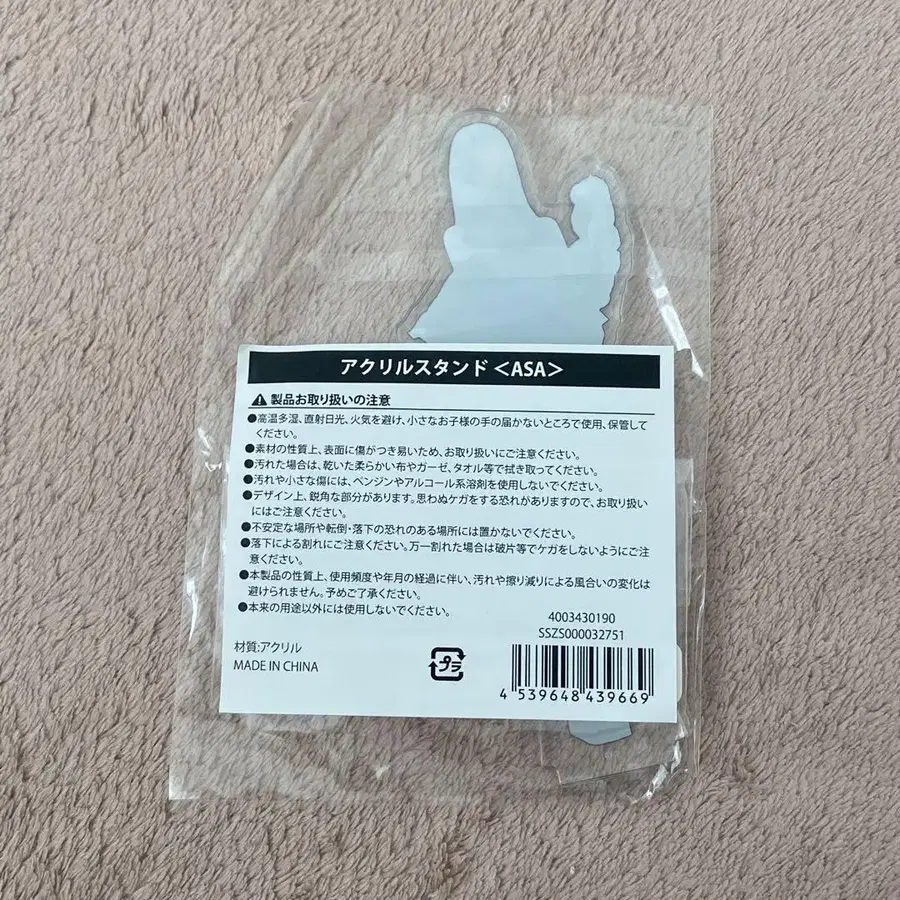 アクリルスタンド＜ASA＞
製品お取り扱いの注意
●高温多湿、直射日光、火気を避け、小さなお子様の手の届かないところで使用、保管して
ください。
●素材の性質上、表面に傷がつき易いため、お取り扱いにご注意ください。
●汚れた場合は、乾いた柔らかい布やガーゼ、タオル等で拭き取ってください。
●汚れや小さな傷には、ベンジンやアルコール系溶剤を使用しないでください。
●デザイン上、鋭角な部分があります。思わぬケガをする恐れがありますので、お取り扱い
にはご注意ください。
●不安定な場所や転倒・落下の恐れのある場所には置かないでください。
●落下による割れにご注意ください。万一割れた場合は破片等でケガをしないようにご注
意ください。
●本製品の性質上、使用頻度や年月の経過に伴い、汚れや擦り減りによる風合いの変化は
避けられません。予めご了承ください。
●本来の用途以外には使用しないでください。
4003430190
SSZS000032751
材質:アクリル
MADE IN CHINA
プラ
4 539648 439669